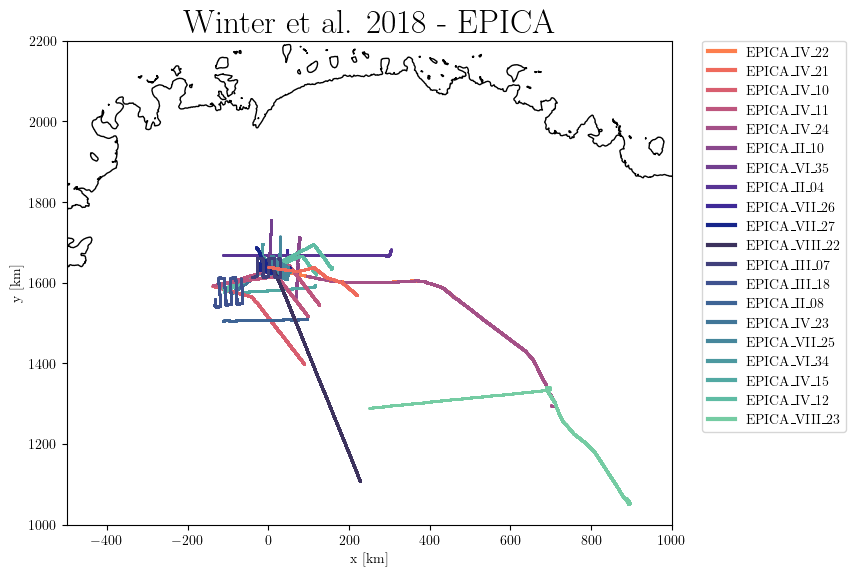 Winter et al. 2018 - EPICA
2200
2000
1800
1600
1400
1200
1000
y [km]
−400
−200
0
200
400
600
800
1000
x [km]
EPICA_IV_22
EPICA_IV_21
EPICA_IV_10
EPICA_IV_11
EPICA_IV_24
EPICA_II_10
EPICA_VI_35
EPICA_II_04
EPICA_VII_26
EPICA_VII_27
EPICA_VIII_22
EPICA_III_07
EPICA_III_18
EPICA_II_08
EPICA_IV_23
EPICA_VII_25
EPICA_VI_34
EPICA_IV_15
EPICA_IV_12
EPICA_VIII_23